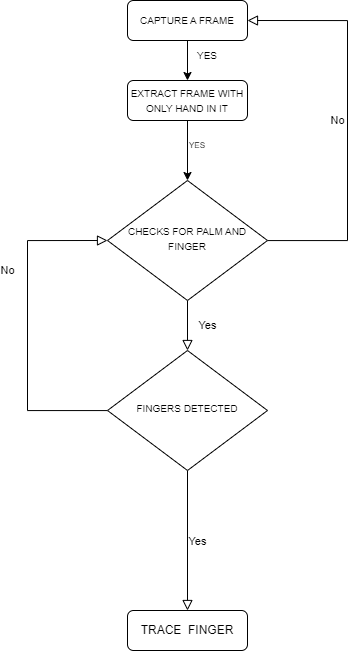 CAPTURE A FRAME
YES
EXTRACT FRAME WITH
ONLY HAND IN IT
No
YES
CHECKS FOR PALM AND
FINGER
No
Yes
FINGERS DETECTED
Yes
TRACE FINGER